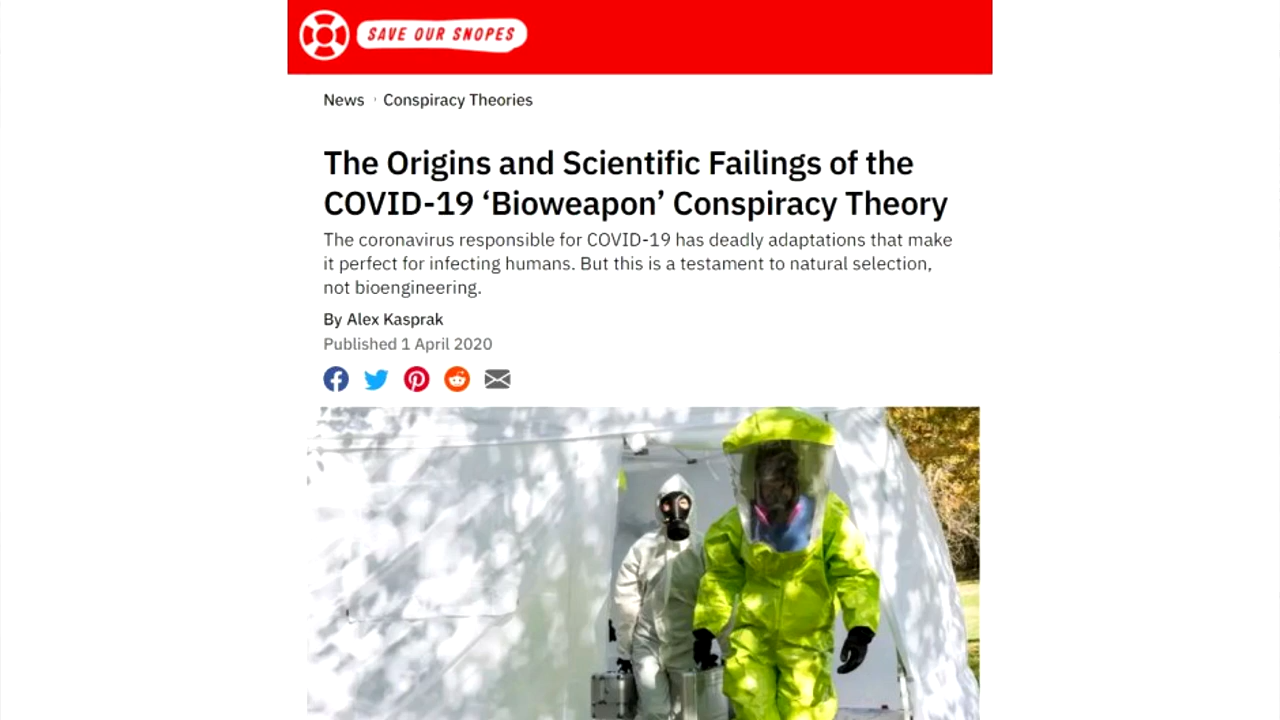 SAVE OUR SNOPES
News › Conspiracy Theories
The Origins and Scientific Failings of the
COVID-19 ‘Bioweapon’ Conspiracy Theory
The coronavirus responsible for COVID-19 has deadly adaptations that make
it perfect for infecting humans. But this is a testament to natural selection,
not bioengineering.
By Alex Kasprak
Published 1 April 2020